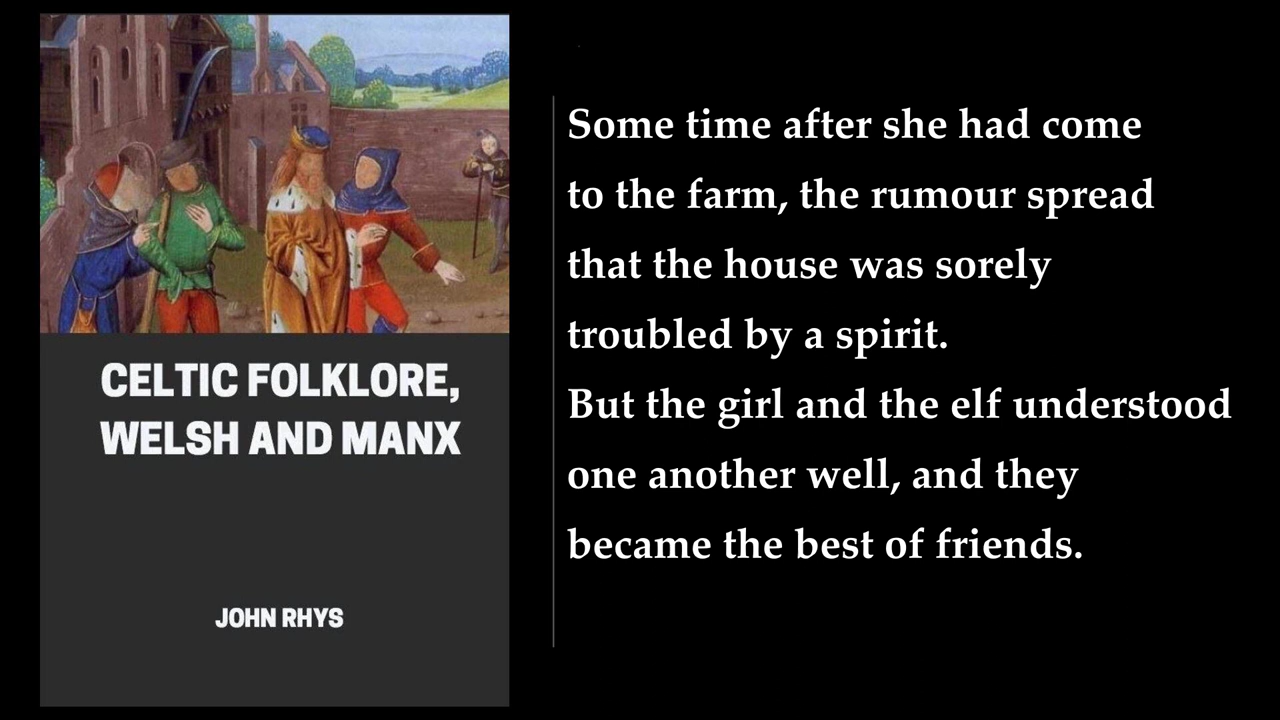 CELTIC FOLKLORE,
WELSH AND MANX
JOHN RHYS
Some time after she had come
to the farm, the rumour spread
that the house was sorely
troubled by a spirit.
But the girl and the elf understood
one another well, and they
became the best of friends.